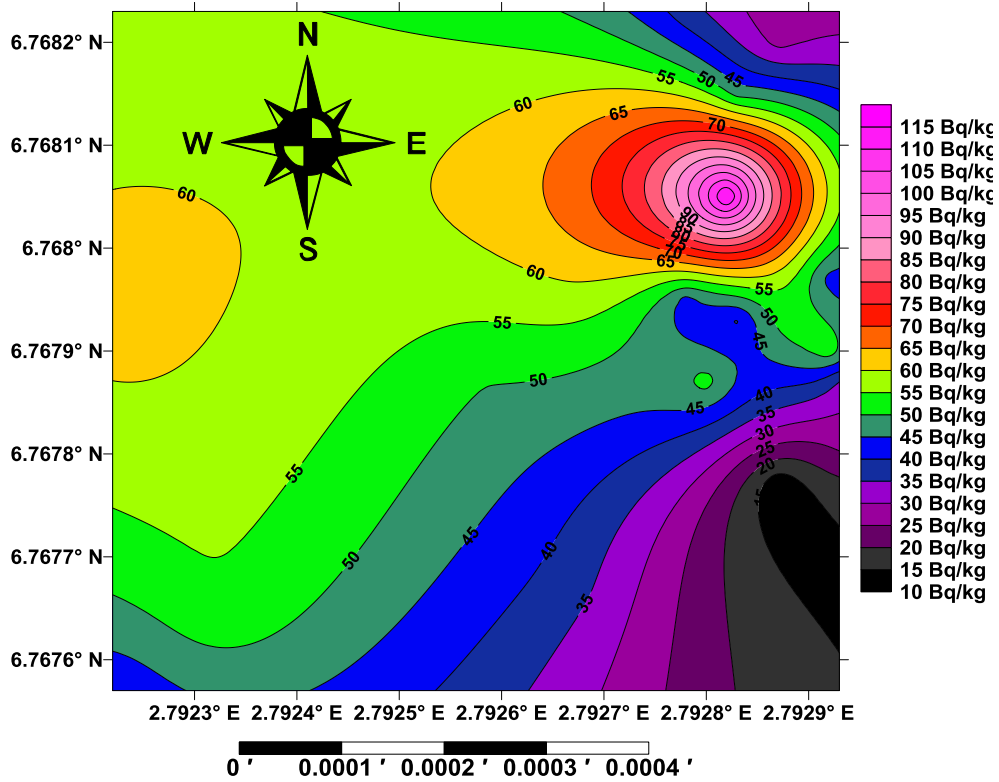 6.7682° N
6.7681° N
6.768° N
6.7679° N
6.7678° N
6.7677° N
6.7676° N
N
W
E
S
55
50
45
60
65
70
60
90
65
60
55
55
50
45
50
45
40
35
30
25
20
15
55
50
45
40
35
115 Bq/kg
110 Bq/kg
105 Bq/kg
100 Bq/kg
95 Bq/kg
90 Bq/kg
85 Bq/kg
80 Bq/kg
75 Bq/kg
70 Bq/kg
65 Bq/kg
60 Bq/kg
55 Bq/kg
50 Bq/kg
45 Bq/kg
40 Bq/kg
35 Bq/kg
30 Bq/kg
25 Bq/kg
20 Bq/kg
15 Bq/kg
10 Bq/kg
2.7923° E 2.7924° E 2.7925° E 2.7926° E 2.7927° E 2.7928° E 2.7929° E
0 ′ 0.0001 ′ 0.0002 ′ 0.0003 ′ 0.0004 ′